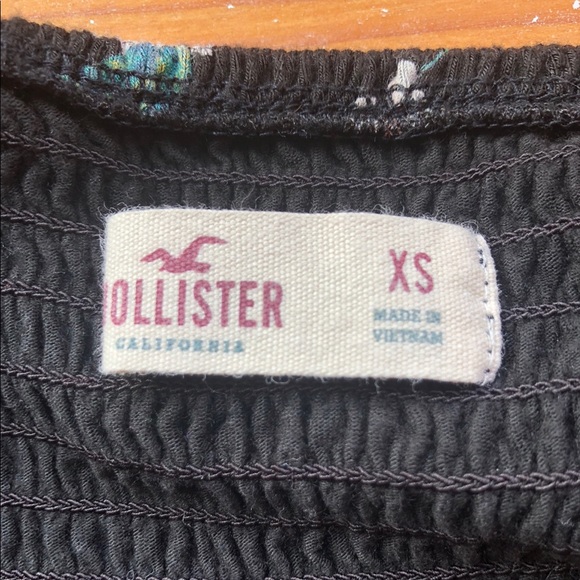 HOLLISTER
CALIFORNIA
XS
MADE IN
VIETNAM